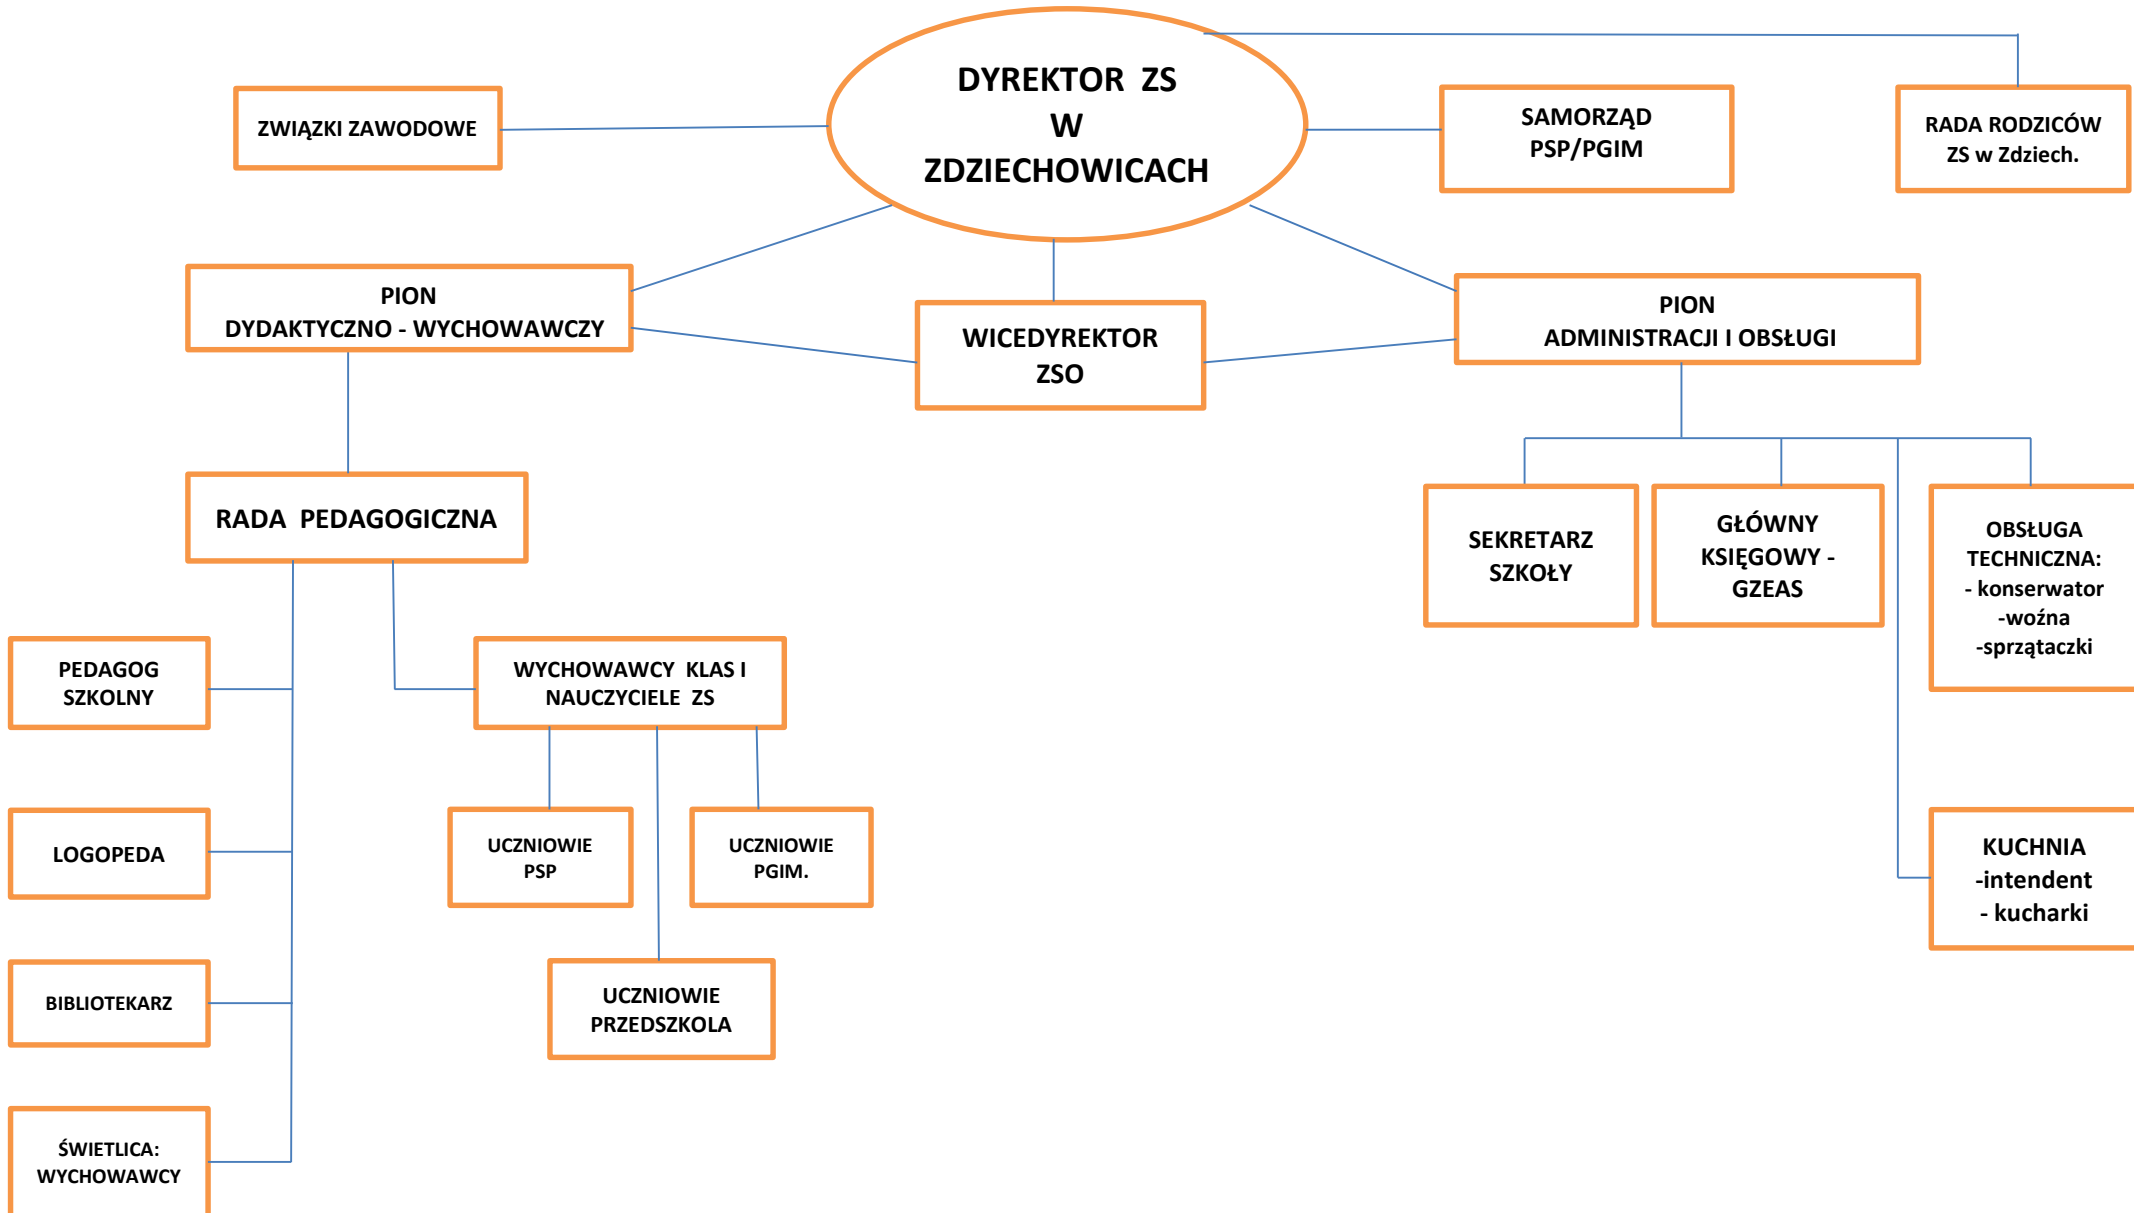 DYREKTOR ZS
W
ZDZIECHOWICACH
ZWIĄZKI ZAWODOWE
SAMORZĄD
PSP/PGIM
RADA RODZICÓW
ZS w Zdziech.
PION
DYDAKTYCZNO - WYCHOWAWCZY
WICEDYREKTOR
ZSO
PION
ADMINISTRACJI I OBSŁUGI
RADA PEDAGOGICZNA
SEKRETARZ
SZKOŁY
GŁÓWNY
KSIĘGOWY -
GZEAS
OBSŁUGA
TECHNICZNA:
- konserwator
-woźna
-sprzątaczki
PEDAGOG
SZKOLNY
WYCHOWAWCY KLAS I
NAUCZYCIELE ZS
LOGOPEDA
UCZNIOWIE
PSP
UCZNIOWIE
PGIM.
KUCHNIA
-intendent
- kucharki
BIBLIOTEKARZ
UCZNIOWIE
PRZEDSZKOLA
ŚWIETLICA:
WYCHOWAWCY